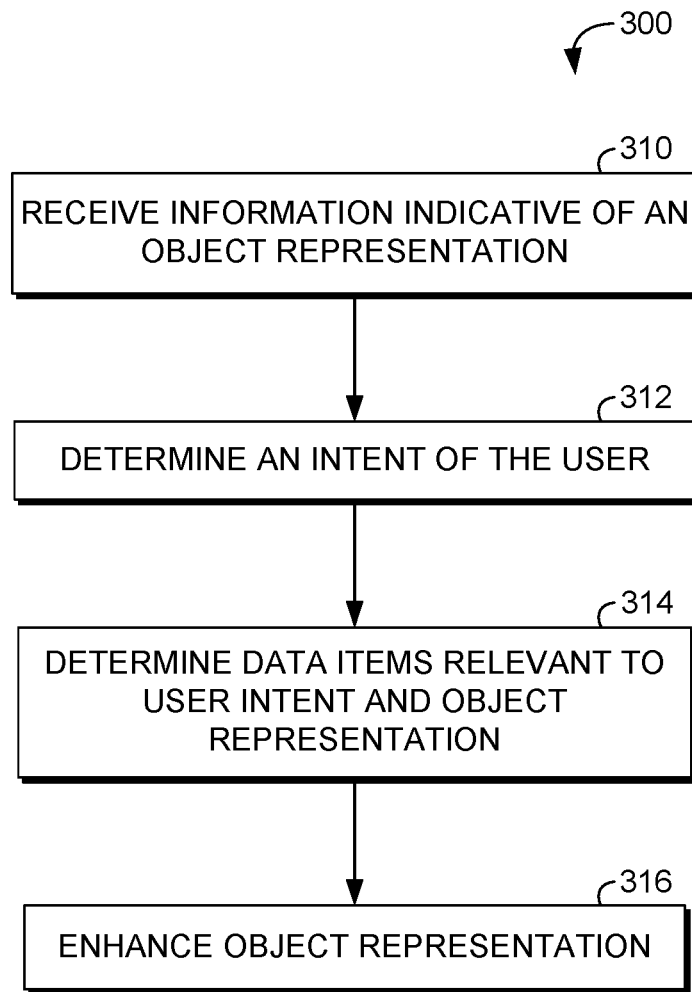 300
310
RECEIVE INFORMATION INDICATIVE OF AN
OBJECT REPRESENTATION
312
DETERMINE AN INTENT OF THE USER
314
DETERMINE DATA ITEMS RELEVANT TO
USER INTENT AND OBJECT
REPRESENTATION
316
ENHANCE OBJECT REPRESENTATION